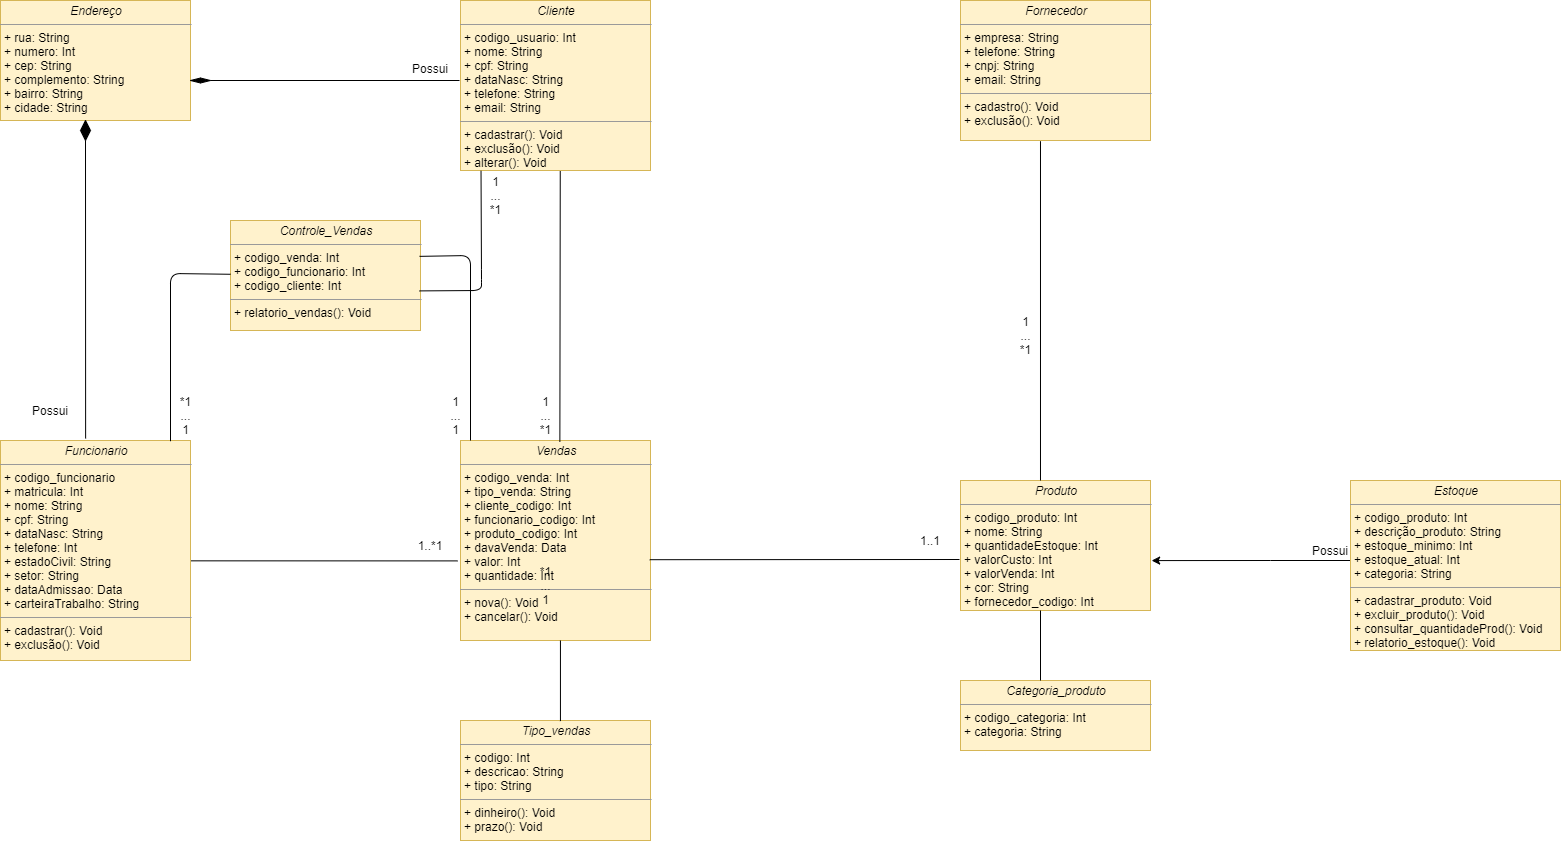 Endereço
+ rua: String
+ numero: Int
+ cep: String
+ complemento: String
+ bairro: String
+ cidade: String
Possui
Cliente
+ codigo_usuario: Int
+ nome: String
+ cpf: String
+ dataNasc: String
+ telefone: String
+ email: String
+ cadastrar(): Void
+ exclusão(): Void
+ alterar(): Void
Fornecedor
+ empresa: String
+ telefone: String
+ cnpj: String
+ email: String
+ cadastro(): Void
+ exclusão(): Void
1
...
*1
Controle_Vendas
+ codigo_venda: Int
+ codigo_funcionario: Int
+ codigo_cliente: Int
+ relatorio_vendas(): Void
1
...
*1
Possui
*1
...
1
1
...
1
1
...
*1
Funcionario
+ codigo_funcionario
+ matricula: Int
+ nome: String
+ cpf: String
+ dataNasc: String
+ telefone: Int
+ estadoCivil: String
+ setor: String
+ dataAdmissao: Data
+ carteiraTrabalho: String
+ cadastrar(): Void
+ exclusão(): Void
1..*1
Vendas
+ codigo_venda: Int
+ tipo_venda: String
+ cliente_codigo: Int
+ funcionario_codigo: Int
+ produto_codigo: Int
+ davaVenda: Data
+ valor: Int
+ quantidade: Int
*1
...
1
+ nova(): Void
+ cancelar(): Void
1..1
Produto
+ codigo_produto: Int
+ nome: String
+ quantidadeEstoque: Int
+ valorCusto: Int
+ valorVenda: Int
+ cor: String
+ fornecedor_codigo: Int
Possui
Estoque
+ codigo_produto: Int
+ descrição_produto: String
+ estoque_minimo: Int
+ estoque_atual: Int
+ categoria: String
+ cadastrar_produto: Void
+ excluir_produto(): Void
+ consultar_quantidadeProd(): Void
+ relatorio_estoque(): Void
Categoria_produto
+ codigo_categoria: Int
+ categoria: String
Tipo_vendas
+ codigo: Int
+ descricao: String
+ tipo: String
+ dinheiro(): Void
+ prazo(): Void